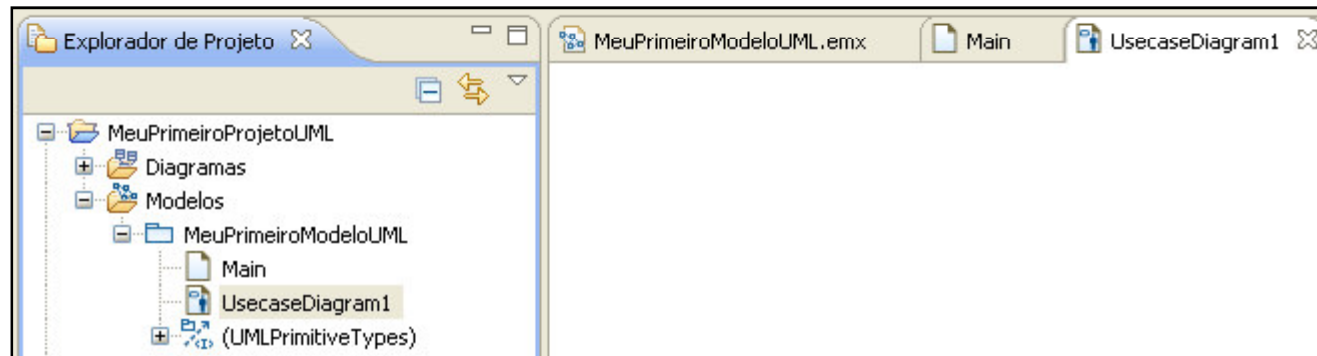 Explorador de Projeto
MeuPrimeiroModeloUML.emx
Main
UsecaseDiagram1
MeuPrimeiroProjetoUML
Diagramas
Modelos
MeuPrimeiroModeloUML
Main
UsecaseDiagram1
(UMLPrimitiveTypes)